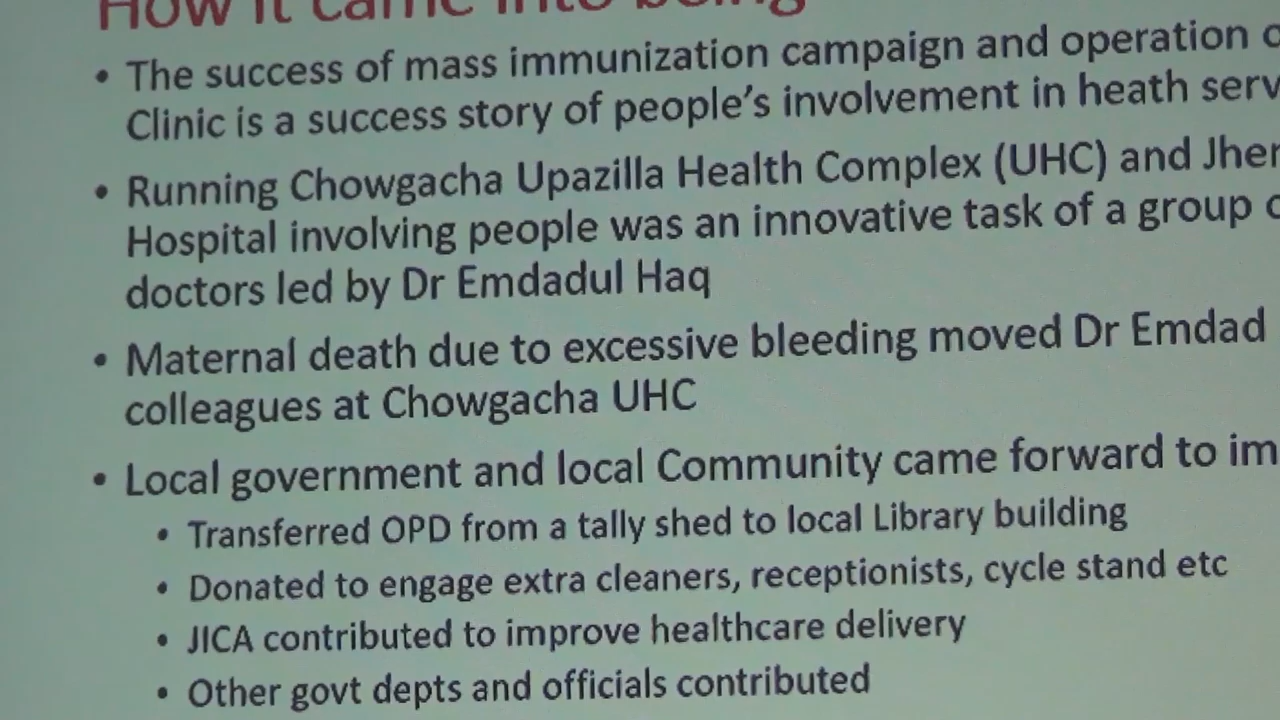 How it came into being
• The success of mass immunization campaign and operation
Clinic is a success story of people's involvement in heath
• Running Chowgacha Upazilla Health Complex (UHC) and
Hospital involving people was an innovative task of a group
doctors led by Dr Emdadul Haq
• Maternal death due to excessive bleeding moved Dr Emdad
colleagues at Chowgacha UHC
• Local government and local Community came forward to
• Transferred OPD from a tally shed to local Library building
• Donated to engage extra cleaners, receptionists, cycle stand etc
• JICA contributed to improve healthcare delivery
• Other govt depts and officials contributed